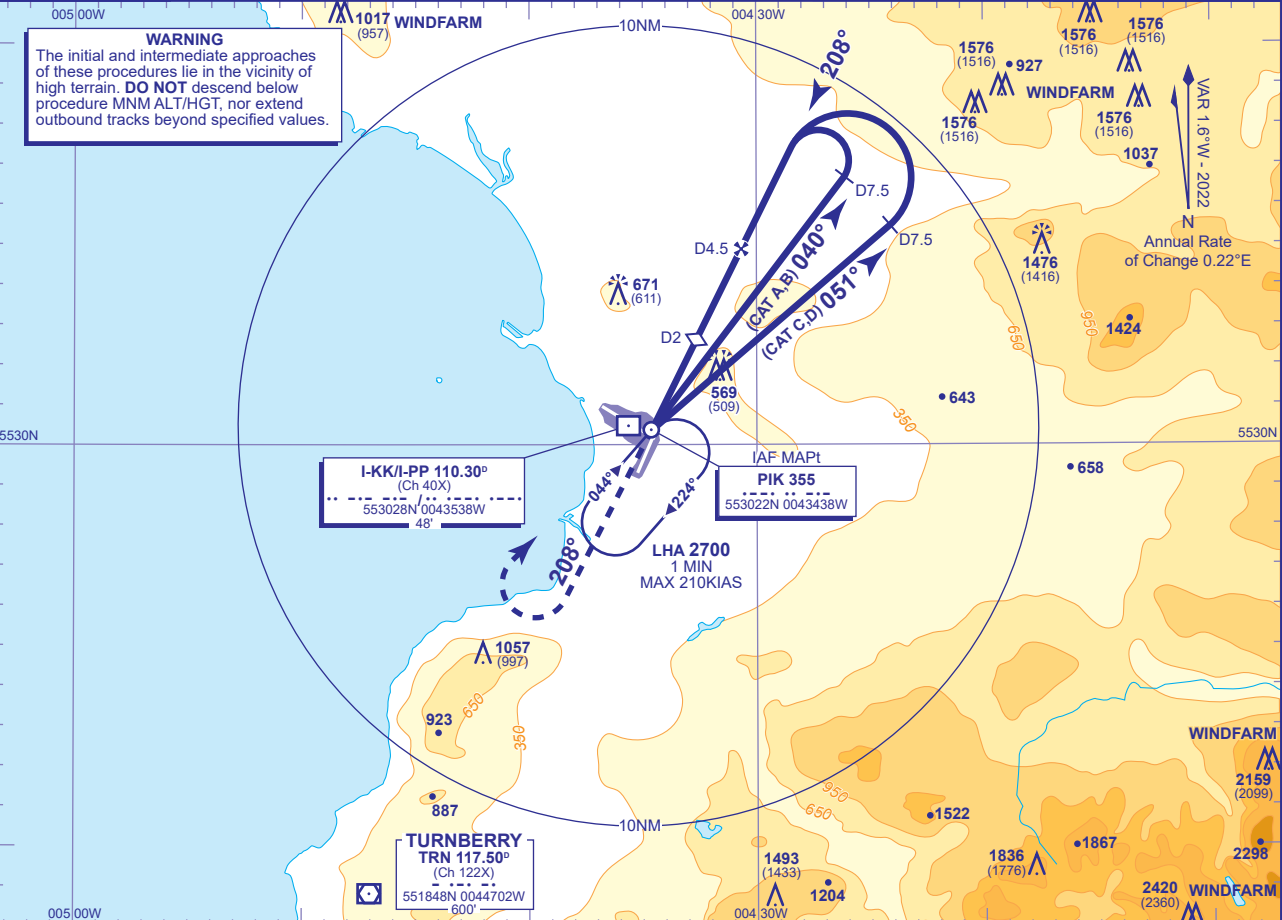 005 00W
004 30W
10NM
1017
(957)
WINDFARM
WARNING
The initial and intermediate approaches
of these procedures lie in the vicinity of
high terrain. DO NOT descend below
procedure MNM ALT/HGT, nor extend
outbound tracks beyond specified values.
208°
1576
(1516)
1576
(1516)
1576
(1516)
927
WINDFARM
1576
(1516)
1576
(1516)
1037
VAR 1.6°W - 2022
N
Annual Rate
of Change 0.22°E
D7.5
D7.5
D4.5
D2
(CAT A,B) 040°
(CAT C,D) 051°
671
(611)
1476
(1416)
1424
650
950
569
(509)
643
350
5530N
5530N
658
I-KK/I-PP 110.30ᴰ
(Ch 40X)
·· —·— —·— / ·· ·——· ·——·
553028N 0043538W
48'
IAF MAPt
PIK 355
·——· ·· —·—
553022N 0043438W
044°
224°
208°
LHA 2700
1 MIN
MAX 210KIAS
1057
(997)
923
650
350
887
950
650
1522
WINDFARM
2159
(2099)
10NM
TURNBERRY
TRN 117.50ᴰ
(Ch 122X)
— ·—· —·
551848N 0044702W
600'
1493
(1433)
1204
1836
(1776)
1867
2298
2420
(2360)
WINDFARM
005 00W
004 30W